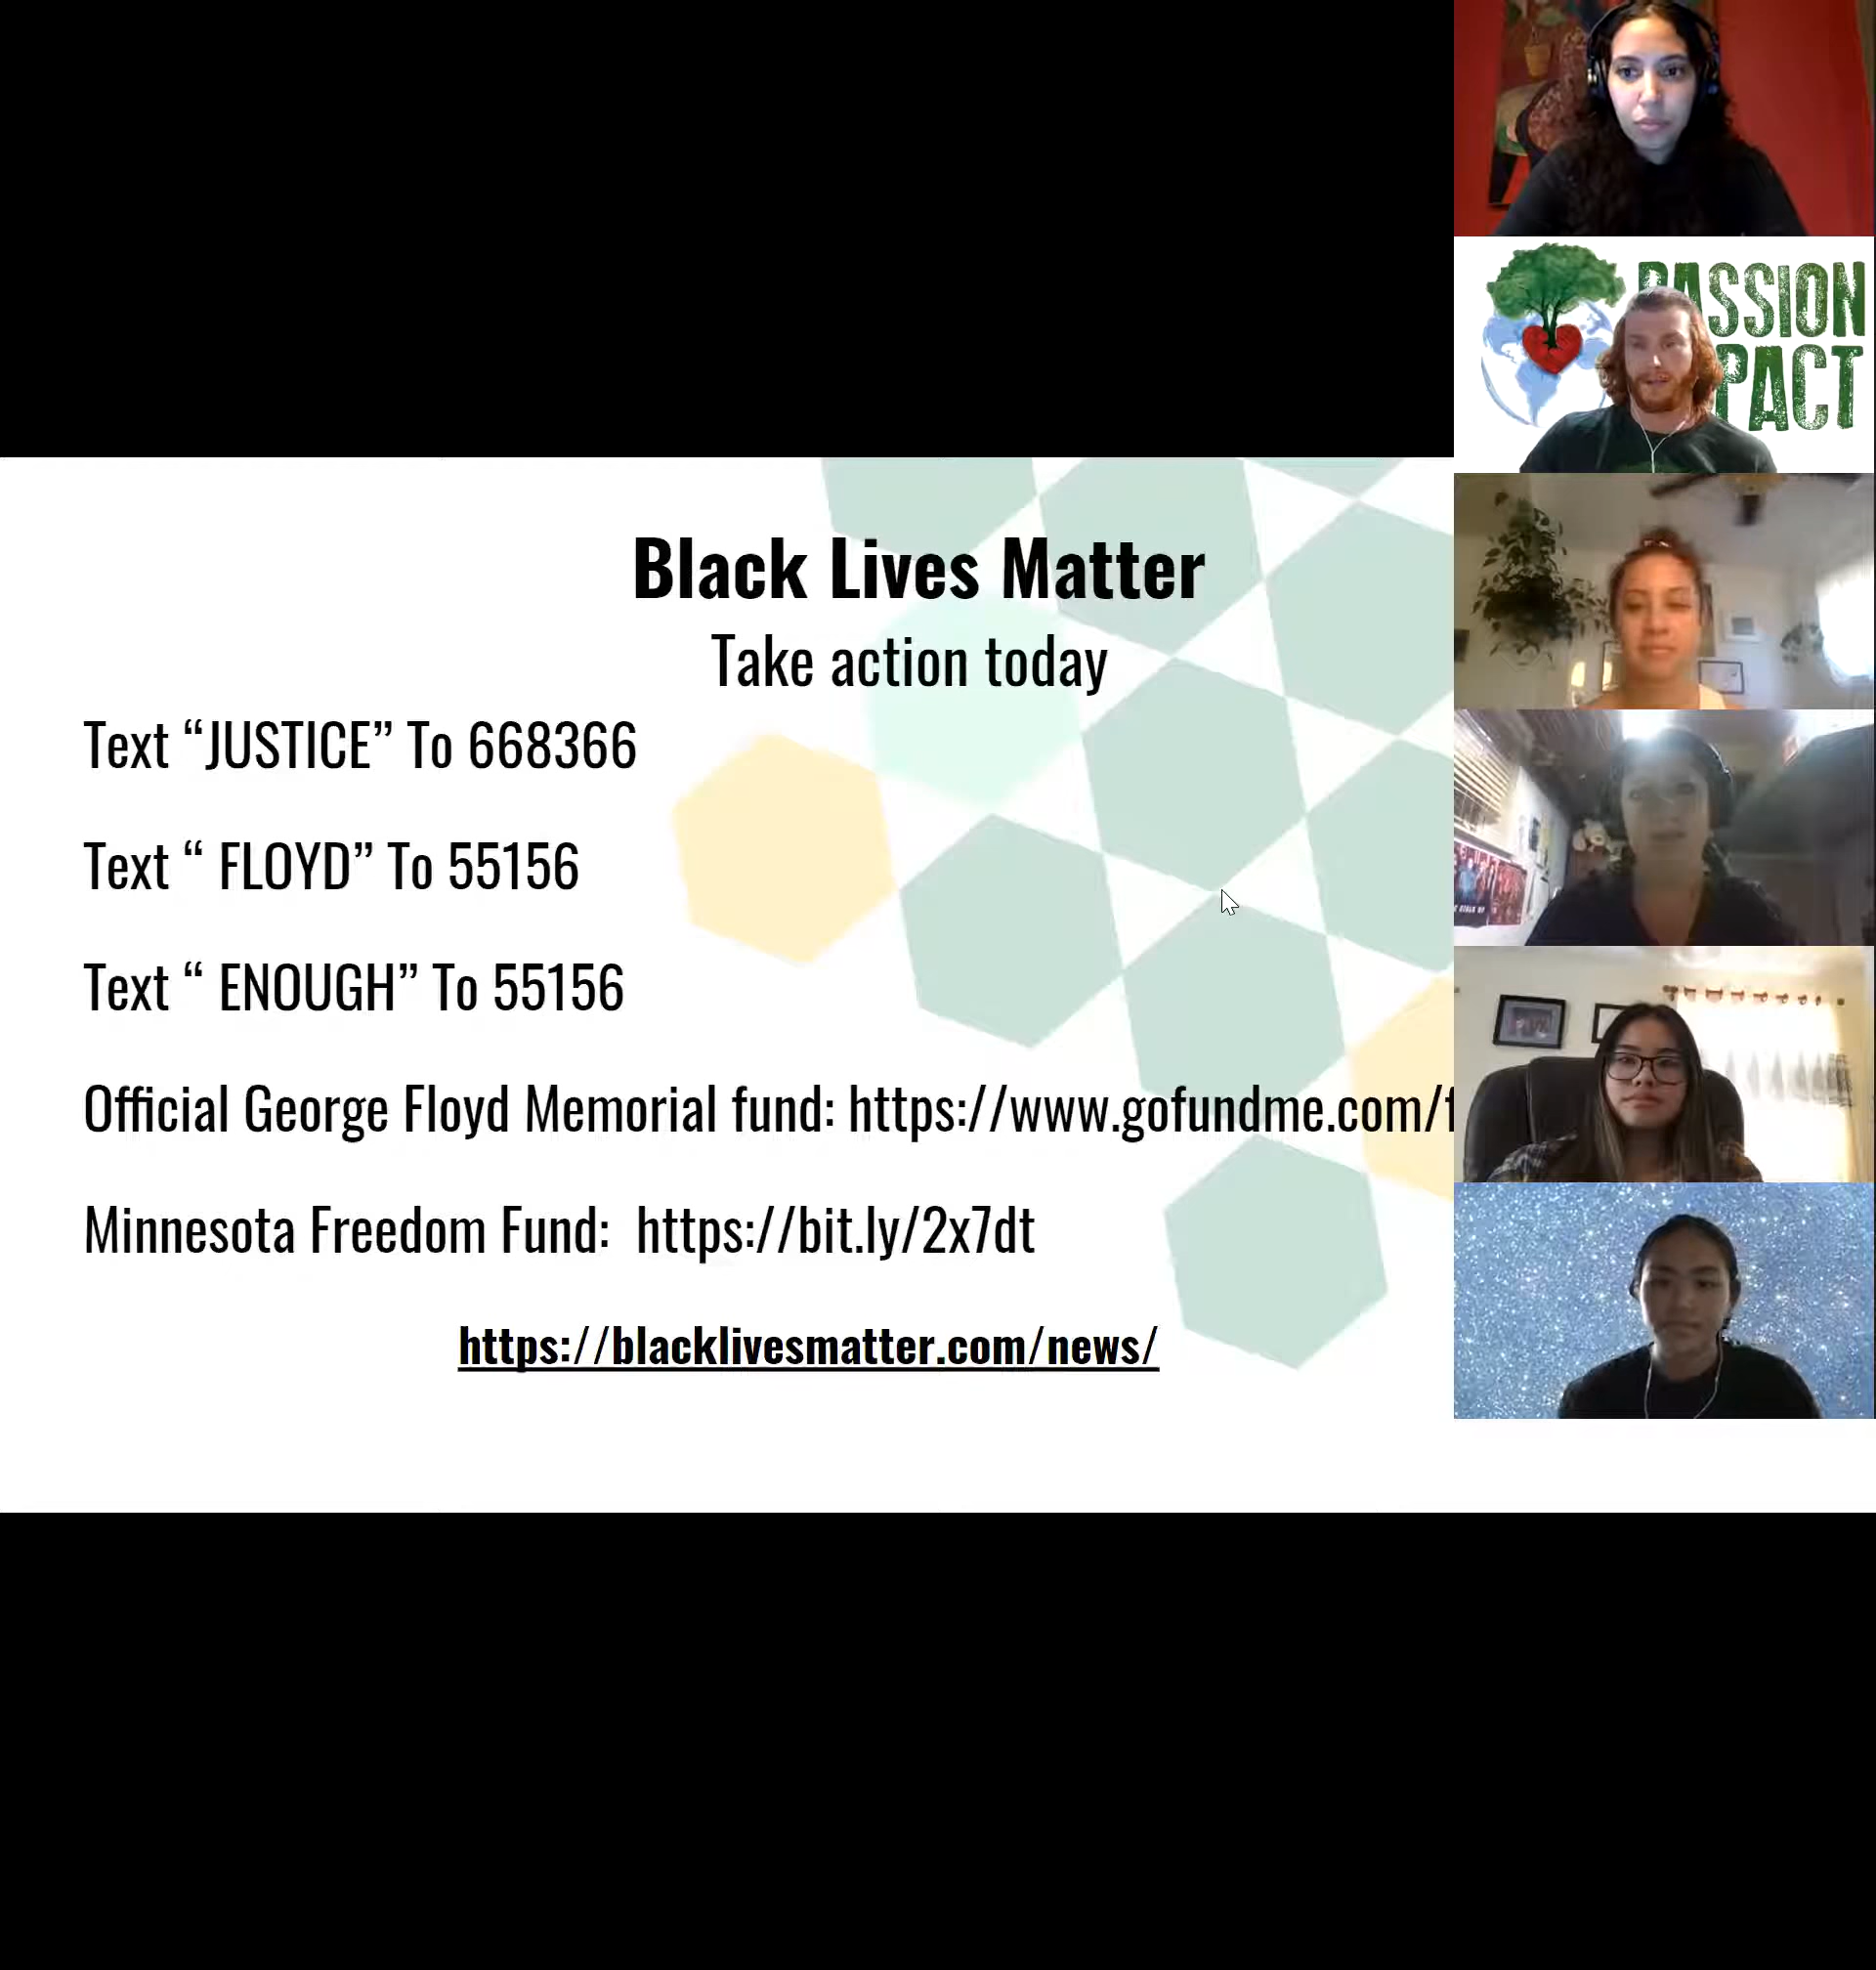 Black Lives Matter
Take action today
Text “JUSTICE” To 668366
Text “ FLOYD” To 55156
Text “ ENOUGH” To 55156
Official George Floyd Memorial fund: https://www.gofundme.com/f
Minnesota Freedom Fund:  https://bit.ly/2x7dt
https://blacklivesmatter.com/news/
PASSION
PACT